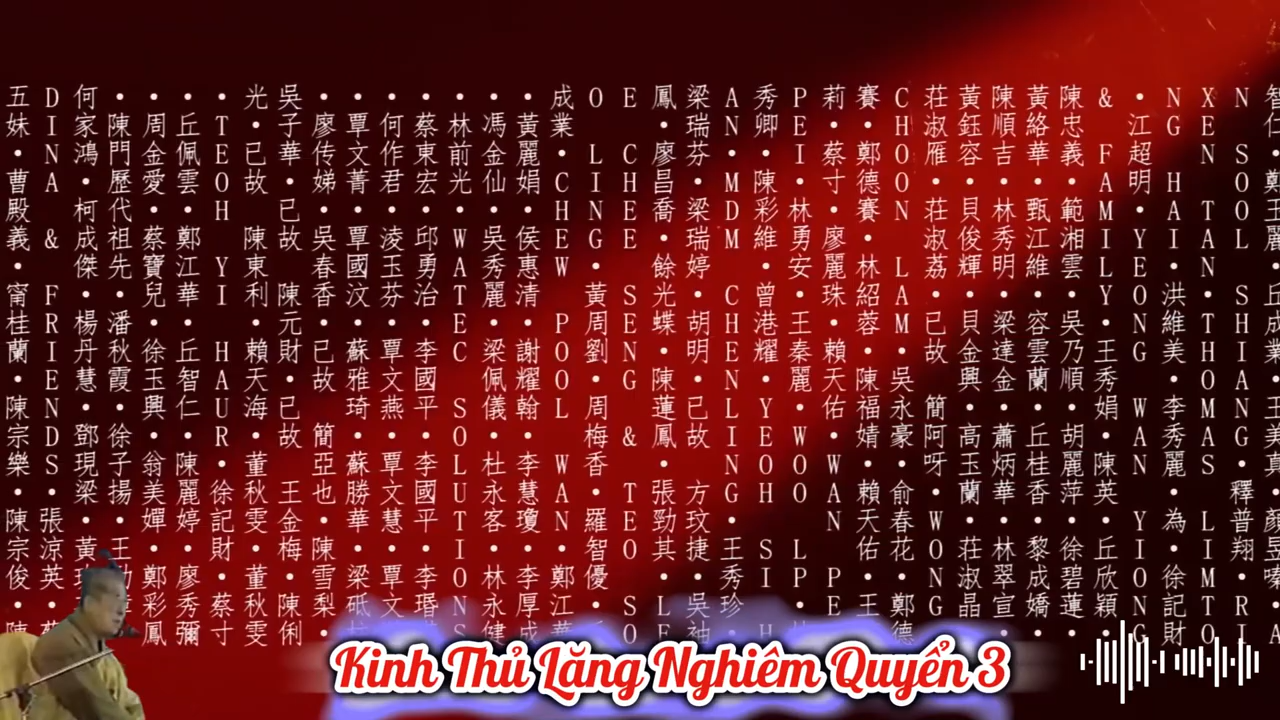 智仁 · 鄭王麗 · 丘成業 · 王美真 · 顏昱嗦 · A
N SOOL SHIANG 釋普翔 · RI
XEN TAN · THOMAS · LIMTO
NG HAI · 洪維美 · 李秀麗 · 為 · 徐記財
· 江超明 · YEONG WAN YIONG
& FAMILY · 王秀娟 · 陳英 · 丘欣穎 ·
陳忠義 · 範湘雲 · 吳乃順 · 胡麗萍 · 徐碧蓮 ·
黃絡華 · 甄江維 · 容雲蘭 · 丘桂香 · 黎成嬌 ·
陳順吉 · 林秀明 · 梁達金 · 蕭炳華 · 林翠宣 ·
黃鈺容 · 貝俊輝 · 貝金興 · 高玉蘭 · 莊淑晶 ·
莊淑雁 · 莊淑荔 · 已故 · 簡阿呀 · WONG ·
CHOON LAM · 吳永豪 · 俞春花 · 鄭德
賽 · 鄭德賽 · 林紹蓉 · 陳福婧 · 賴天佑 · 王
莉 · 蔡寸 · 廖麗珠 · 賴天佑 · WAN PE
PEI · 林勇安 · 王秦麗 · WOO LP
秀卿 · 陳彩維 · 曾港耀 · YEOH SI H
AN · MDM CHENLING · 王秀珍 ·
梁瑞芬 · 梁瑞婷 · 胡明 · 已故 方玟捷 · 吳袖
鳳 · 廖昌喬 · 餘光蝶 · 陳蓮鳳 · 張勁其 · LE
E CHEE SENG & TEO SO
O LING · 黃周劉 周梅香 · 羅智優 ·
成業 · CHEW POOL WAN · 鄭江華
· 黃麗娟 · 侯惠清 · 謝耀翰 · 李慧瓊 · 李厚成
· 馮金仙 · 吳秀麗 · 梁佩儀 · 杜永客 · 林永健
· 林前光 · WATEC SOLUTIONS
· 蔡東宏 · 邱勇治 · 李國平 · 李國平 · 李瑉
· 何作君 · 淩玉芬 · 覃文燕 · 覃文慧 · 覃文
· 覃文菁 · 覃國汶 · 蘇雅琦 · 蘇勝華 · 梁砥
· 廖传娣 · 吳春香 · 已故 簡亞也 · 陳雪梨 ·
吳子華 · 已故 · 陳元財 · 已故 · 王金梅 · 陳俐
光 · 已故 陳東利 · 賴天海 · 董秋雯 · 董秋雯
· TEOH YI HAUR · 徐記財 · 蔡寸
· 丘佩雲 · 鄭江華 · 丘智仁 · 陳麗婷 · 廖秀彌
· 周金愛 · 蔡寶兒 · 徐玉興 · 翁美嬋 · 鄭彩鳳
· 陳門歷代祖先 · 潘秋霞 · 徐子揚 · 王
何家鴻 · 柯成傑 · 楊丹慧 · 鄧現梁 · 黃
DINA & FRIENDS · 張涼英 ·
五妹 · 曹殿義 · 甯桂蘭 · 陳宗樂 · 陳宗俊 ·
Kinh Thủ Lăng Nghiêm Quyển 3